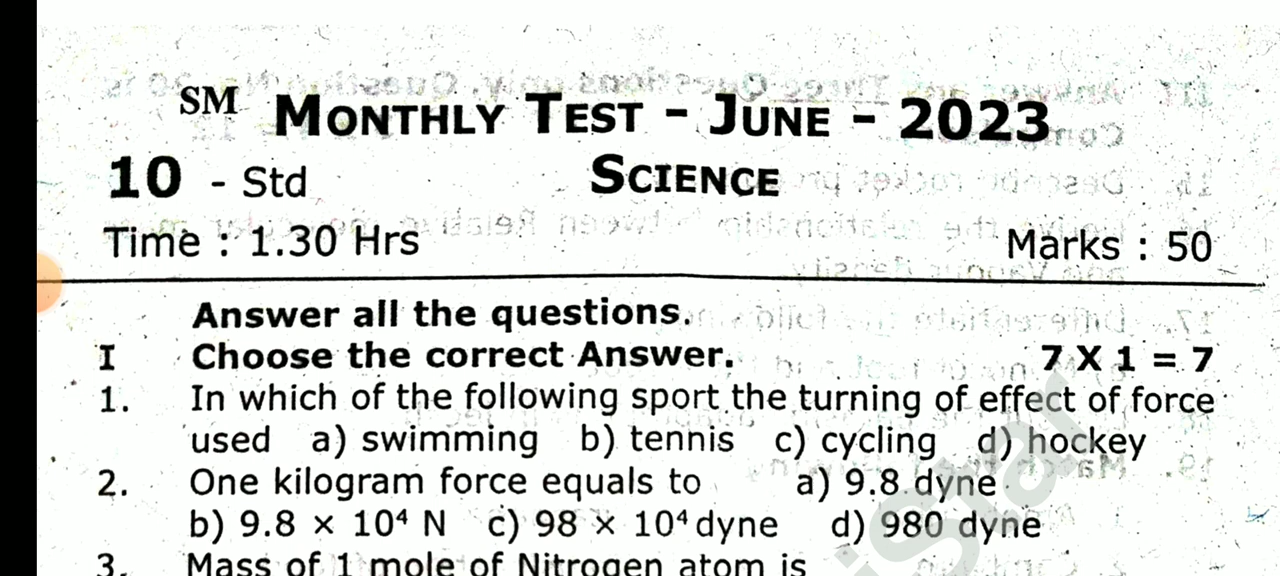 SM MONTHLY TEST - JUNE - 2023
10 - Std SCIENCE
Time : 1.30 Hrs Marks : 50
Answer all the questions.
I Choose the correct Answer. 7 X 1 = 7
1. In which of the following sport the turning of effect of force
used a) swimming b) tennis c) cycling d) hockey
2. One kilogram force equals to a) 9.8 dyne
b) 9.8 × 10⁴ N c) 98 × 10⁴ dyne d) 980 dyne
3. Mass of 1 mole of Nitrogen atom is